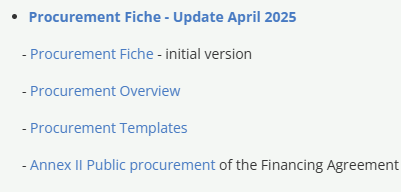 • Procurement Fiche - Update April 2025
- Procurement Fiche - initial version
- Procurement Overview
- Procurement Templates
- Annex II Public procurement of the Financing Agreement